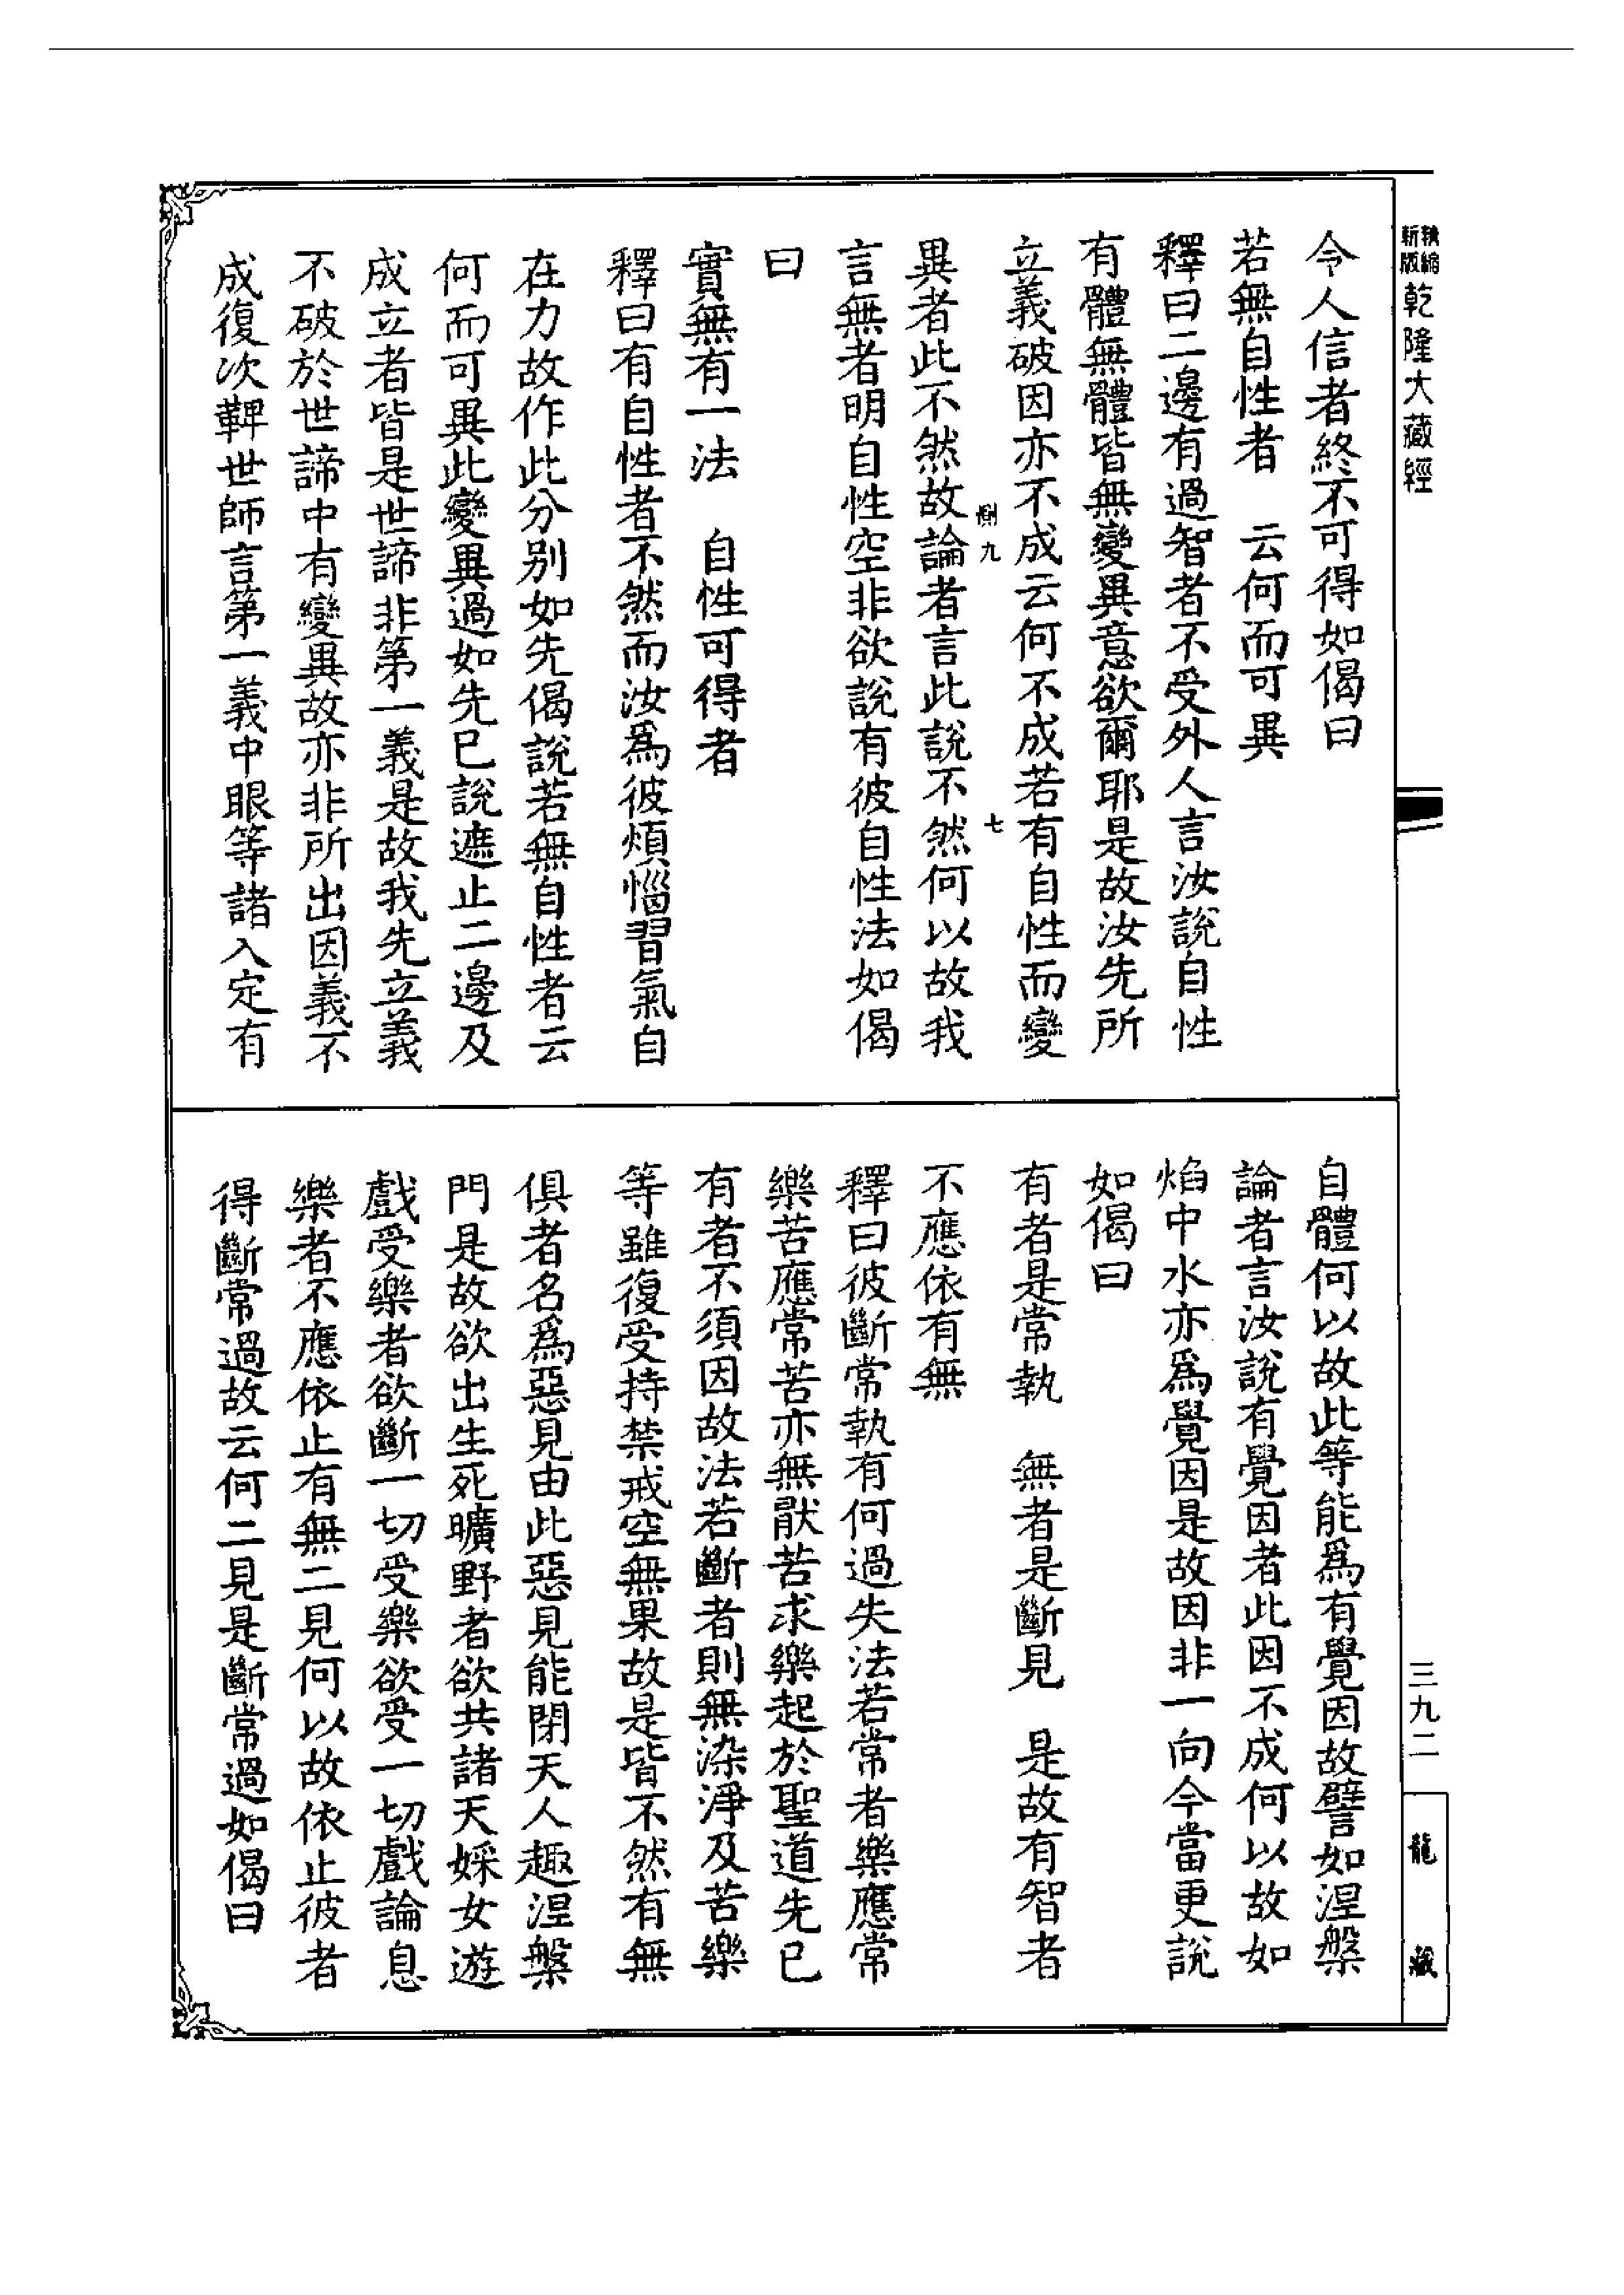 新版
乾隆大藏經
令人信者終不可得如偈曰
若無自性者　云何而可異
釋曰二邊有過智者不受外人言汝說自性
有體無體皆無變異意欲爾耶是故汝先所
立義破因亦不成云何不成若有自性而變
九　七
異者此不然故論者言此說不然何以故我
言無者明自性空非欲說有彼自性法如偈
曰
實無有一法　自性可得者
釋曰有自性者不然而汝爲彼煩惱習氣自
在力故作此分别如先偈說若無自性者云
何而可異此變異過如先已說遮止二邊及
成立者皆是世諦非第一義是故我先立義
不破於世諦中有變異故亦非所出因義不
成復次鞞世師言第一義中眼等諸入定有
自體何以故此等能爲有覺因故譬如涅槃
論者言汝說有覺因者此因不成何以故如
焰中水亦爲覺因是故因非一向今當更說
如偈曰
有者是常執　無者是斷見　是故有智者
不應依有無
釋曰彼斷常執有何過失法若常者樂應常
樂苦應常苦亦無猒苦求樂起於聖道先已
有者不須因故法若斷者則無染淨及苦樂
等雖復受持禁戒空無果故是皆不然有無
俱者名爲惡見由此惡見能閉天人趣涅槃
門是故欲出生死曠野者欲共諸天婇女遊
戲受樂者欲斷一切受樂欲受一切戲論息
樂者不應依止有無二見何以故依止彼者
得斷常過故云何二見是斷常過如偈曰
三九二
龍藏